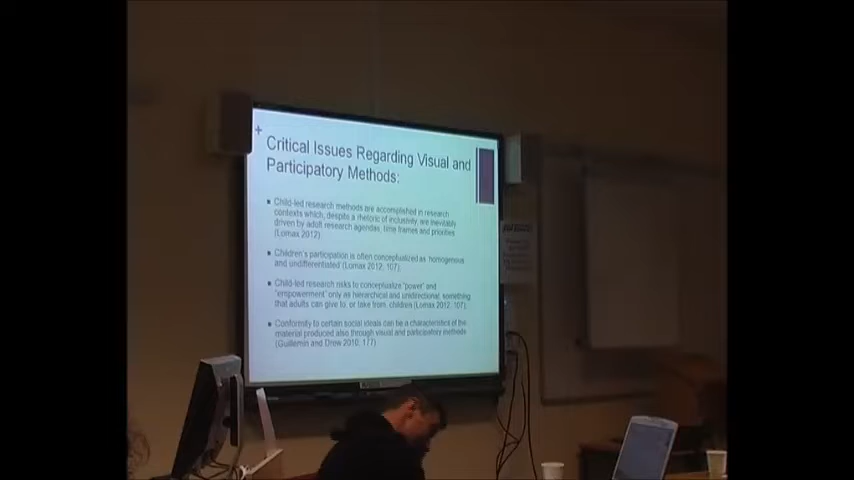 +
Critical Issues Regarding Visual and
Participatory Methods:
▪ Child-led research methods are accomplished in research
contexts which, despite a rhetoric of inclusivity, are inevitably
driven by adult research agendas, time frames and priorities
(Lomax 2012)
▪ Children's participation is often conceptualized as 'homogenous
and undifferentiated' (Lomax 2012, 107).
▪ Child-led research risks to conceptualize "power" and
"empowerment" only as hierarchical and unidirectional, something
that adults can give to, or take from, children (Lomax 2012, 107).
▪ Conformity to certain social ideals can be a characteristics of the
material produced also through visual and participatory methods
(Guillemin and Drew 2010, 177)